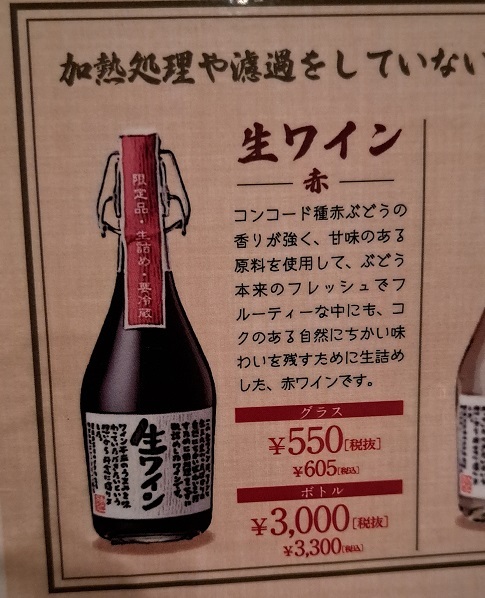 加熱処理や濾過をしていない
生ワイン
赤
コンコード種赤ぶどうの
香りが強く、甘味のある
原料を使用して、ぶどう
本来のフレッシュでフ
ルーティーな中にも、コ
クのある自然にちかい味
わいを残すために生詰め
した、赤ワインです。
グラス
¥550[税抜]
¥605[税込]
ボトル
¥3,000[税抜]
¥3,300[税込]
限定品・生詰め・要冷蔵
生ワイン